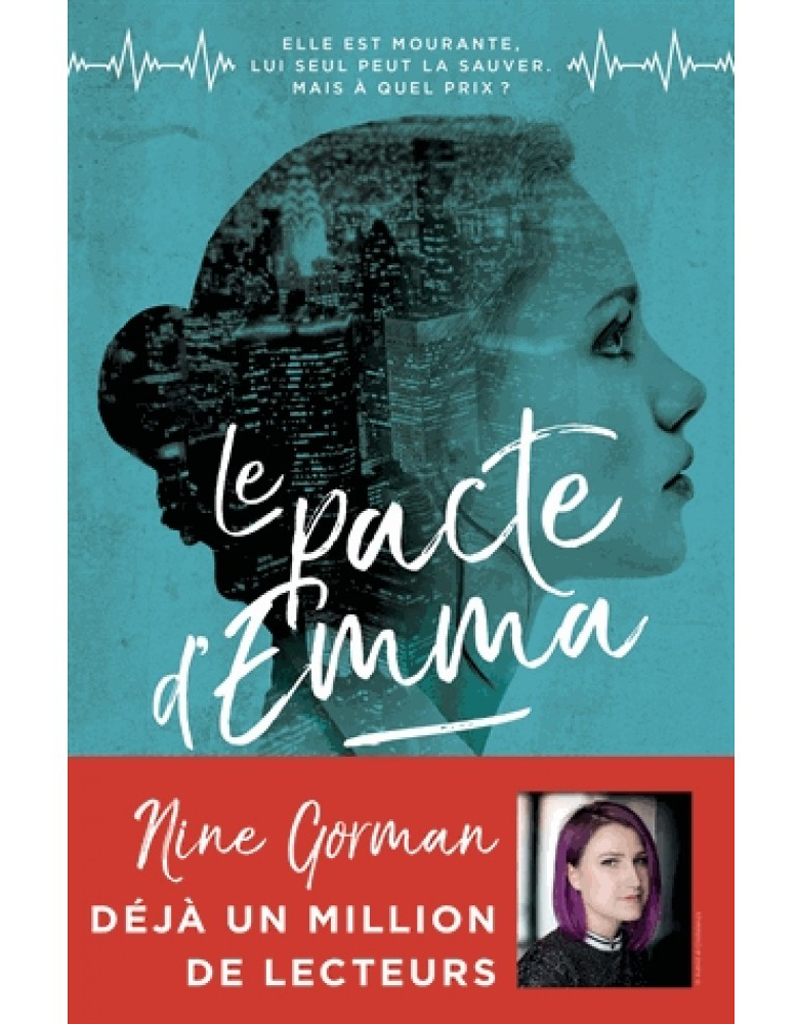 ELLE EST MOURANTE,
LUI SEUL PEUT LA SAUVER.
MAIS À QUEL PRIX ?
Le
pacte
d'Emma
Nine Gorman
DÉJÀ UN MILLION
DE LECTEURS